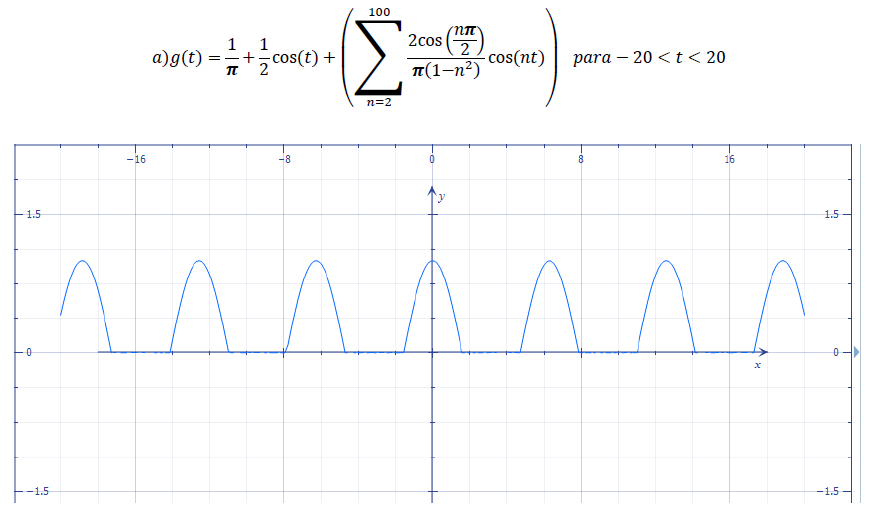 a)g(t) = 1/π + 1/2 cos(t) + ( ∑_{n=2}^{100} 2cos(nπ/2) / π(1−n²) cos(nt) ) para − 20 < t < 20
−16 −8 0 8 16
y
1.5 1.5
0 0
x
−1.5 −1.5